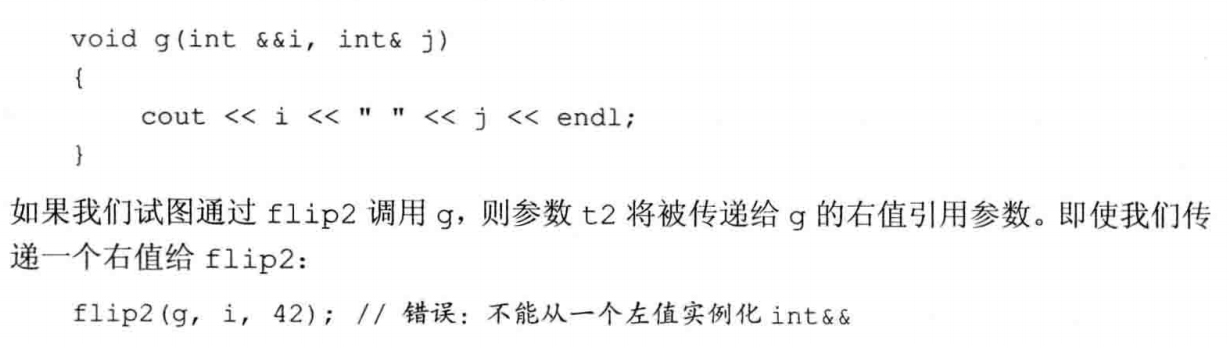 void g(int &&i, int& j)
{
    cout << i << " " << j << endl;
}
如果我们试图通过 flip2 调用 g，则参数 t2 将被传递给 g 的右值引用参数。即使我们传
递一个右值给 flip2：
flip2(g, i, 42); // 错误：不能从一个左值实例化 int&&